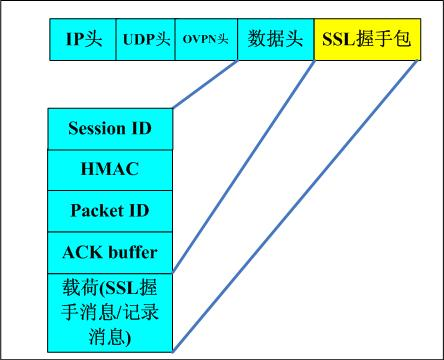 IP头 UDP头 OVPN头 数据头 SSL握手包
Session ID
HMAC
Packet ID
ACK buffer
载荷(SSL握
手消息/记录
消息)